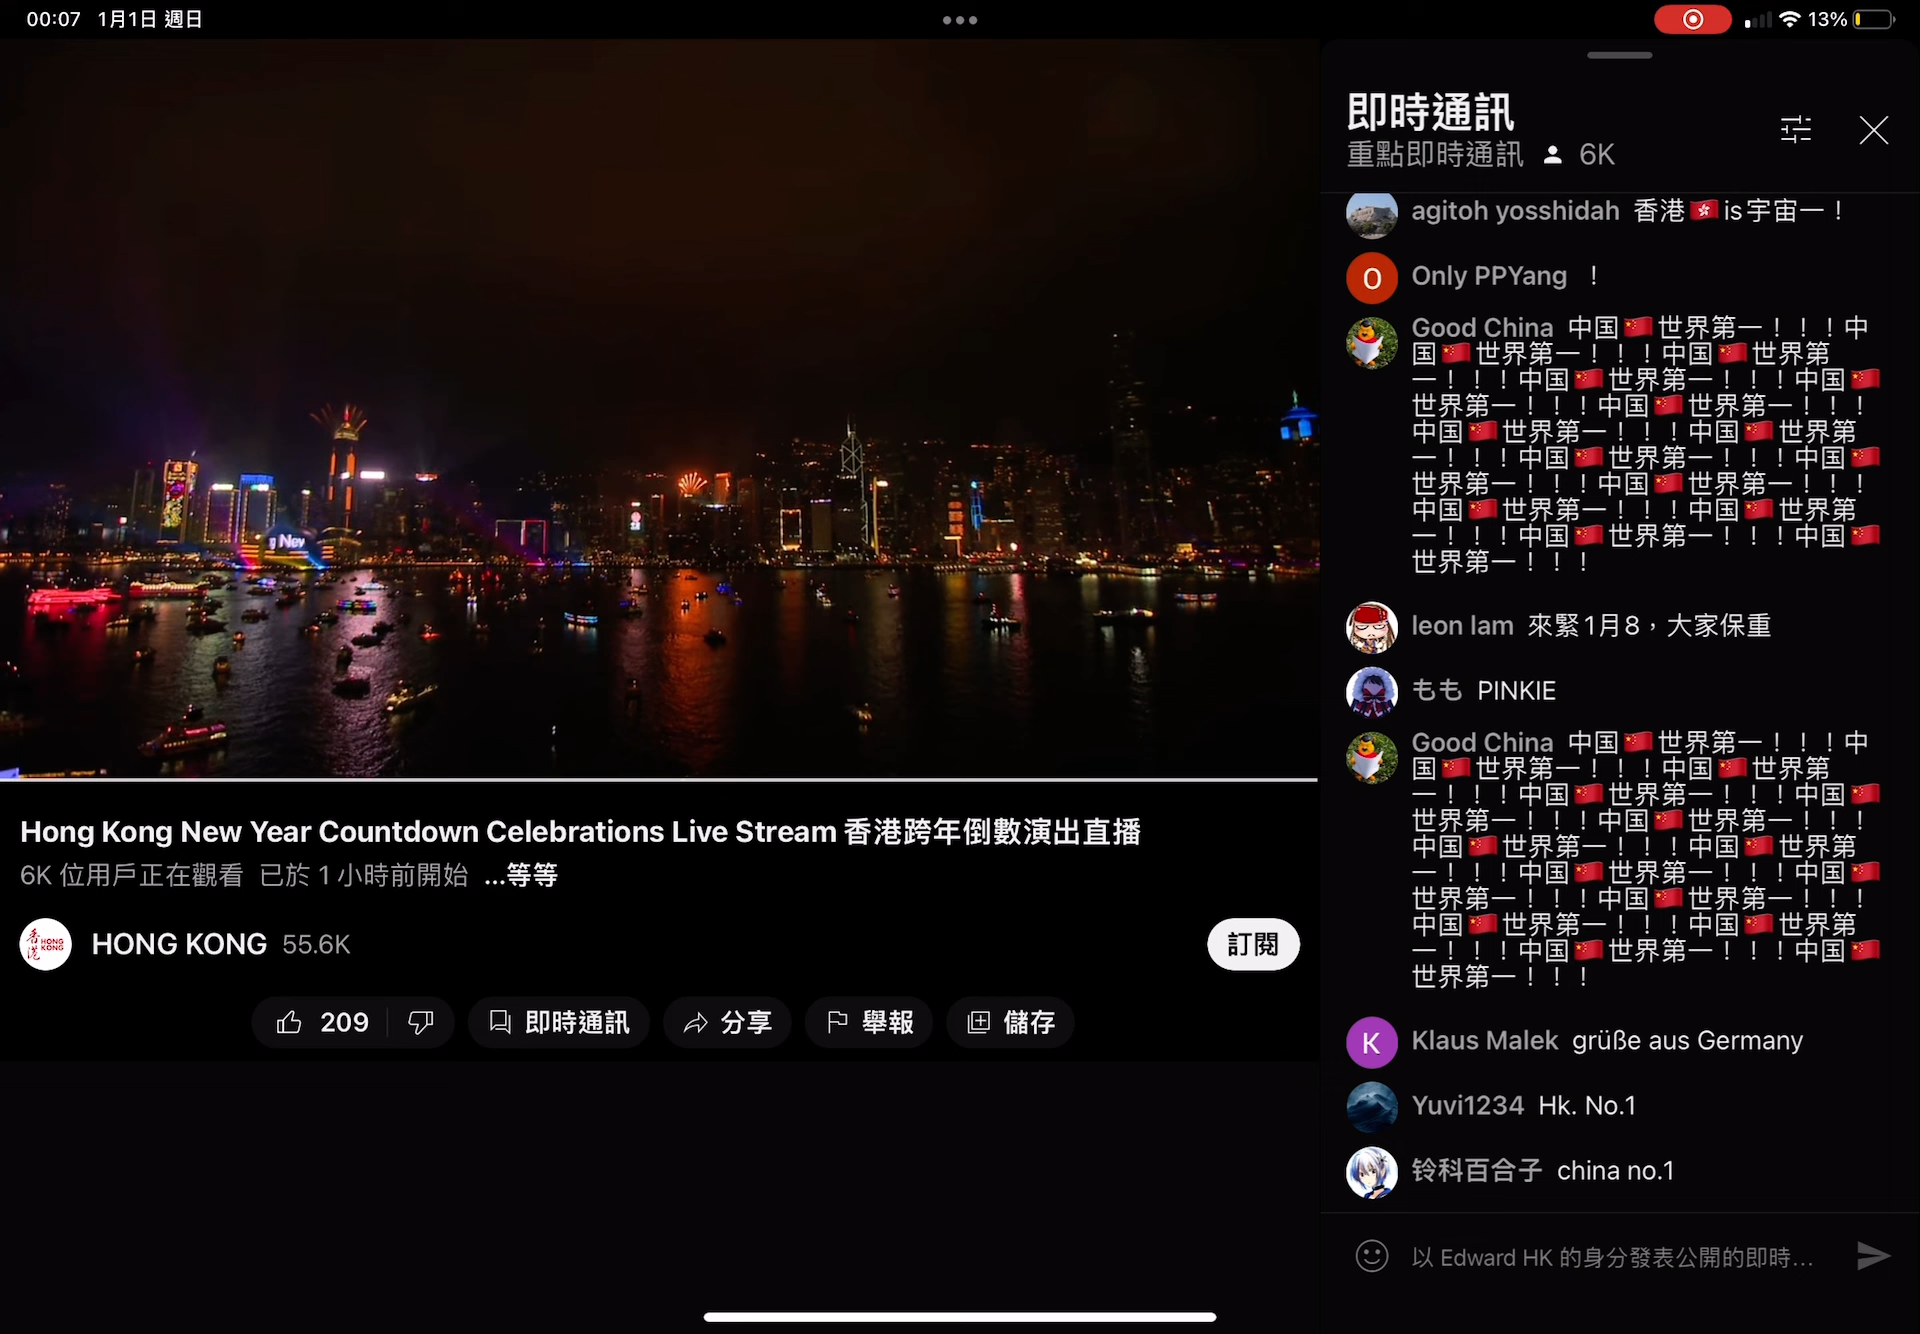 00:07 1月1日 週日
13%
g Ney
Hong Kong New Year Countdown Celebrations Live Stream 香港跨年倒數演出直播
6K 位用戶正在觀看 已於 1 小時前開始 ...等等
香港 HONG KONG
HONG KONG 55.6K
訂閱
209
即時通訊
分享
舉報
儲存
即時通訊
重點即時通訊 6K
agitoh yosshidah 香港🇭🇰is宇宙一！
O
Only PPYang ！
Good China 中国🇨🇳世界第一！！！中
国🇨🇳世界第一！！！中国🇨🇳世界第
一！！！中国🇨🇳世界第一！！！中国🇨🇳
世界第一！！！中国🇨🇳世界第一！！！
中国🇨🇳世界第一！！！中国🇨🇳世界第
一！！！中国🇨🇳世界第一！！！中国🇨🇳
世界第一！！！中国🇨🇳世界第一！！！
中国🇨🇳世界第一！！！中国🇨🇳世界第
一！！！中国🇨🇳世界第一！！！中国🇨🇳
世界第一！！！
leon lam 來緊1月8，大家保重
もも PINKIE
Good China 中国🇨🇳世界第一！！！中
国🇨🇳世界第一！！！中国🇨🇳世界第
一！！！中国🇨🇳世界第一！！！中国🇨🇳
世界第一！！！中国🇨🇳世界第一！！！
中国🇨🇳世界第一！！！中国🇨🇳世界第
一！！！中国🇨🇳世界第一！！！中国🇨🇳
世界第一！！！中国🇨🇳世界第一！！！
中国🇨🇳世界第一！！！中国🇨🇳世界第
一！！！中国🇨🇳世界第一！！！中国🇨🇳
世界第一！！！
K
Klaus Malek grüße aus Germany
Yuvi1234 Hk. No.1
铃科百合子 china no.1
以 Edward HK 的身分發表公開的即時...